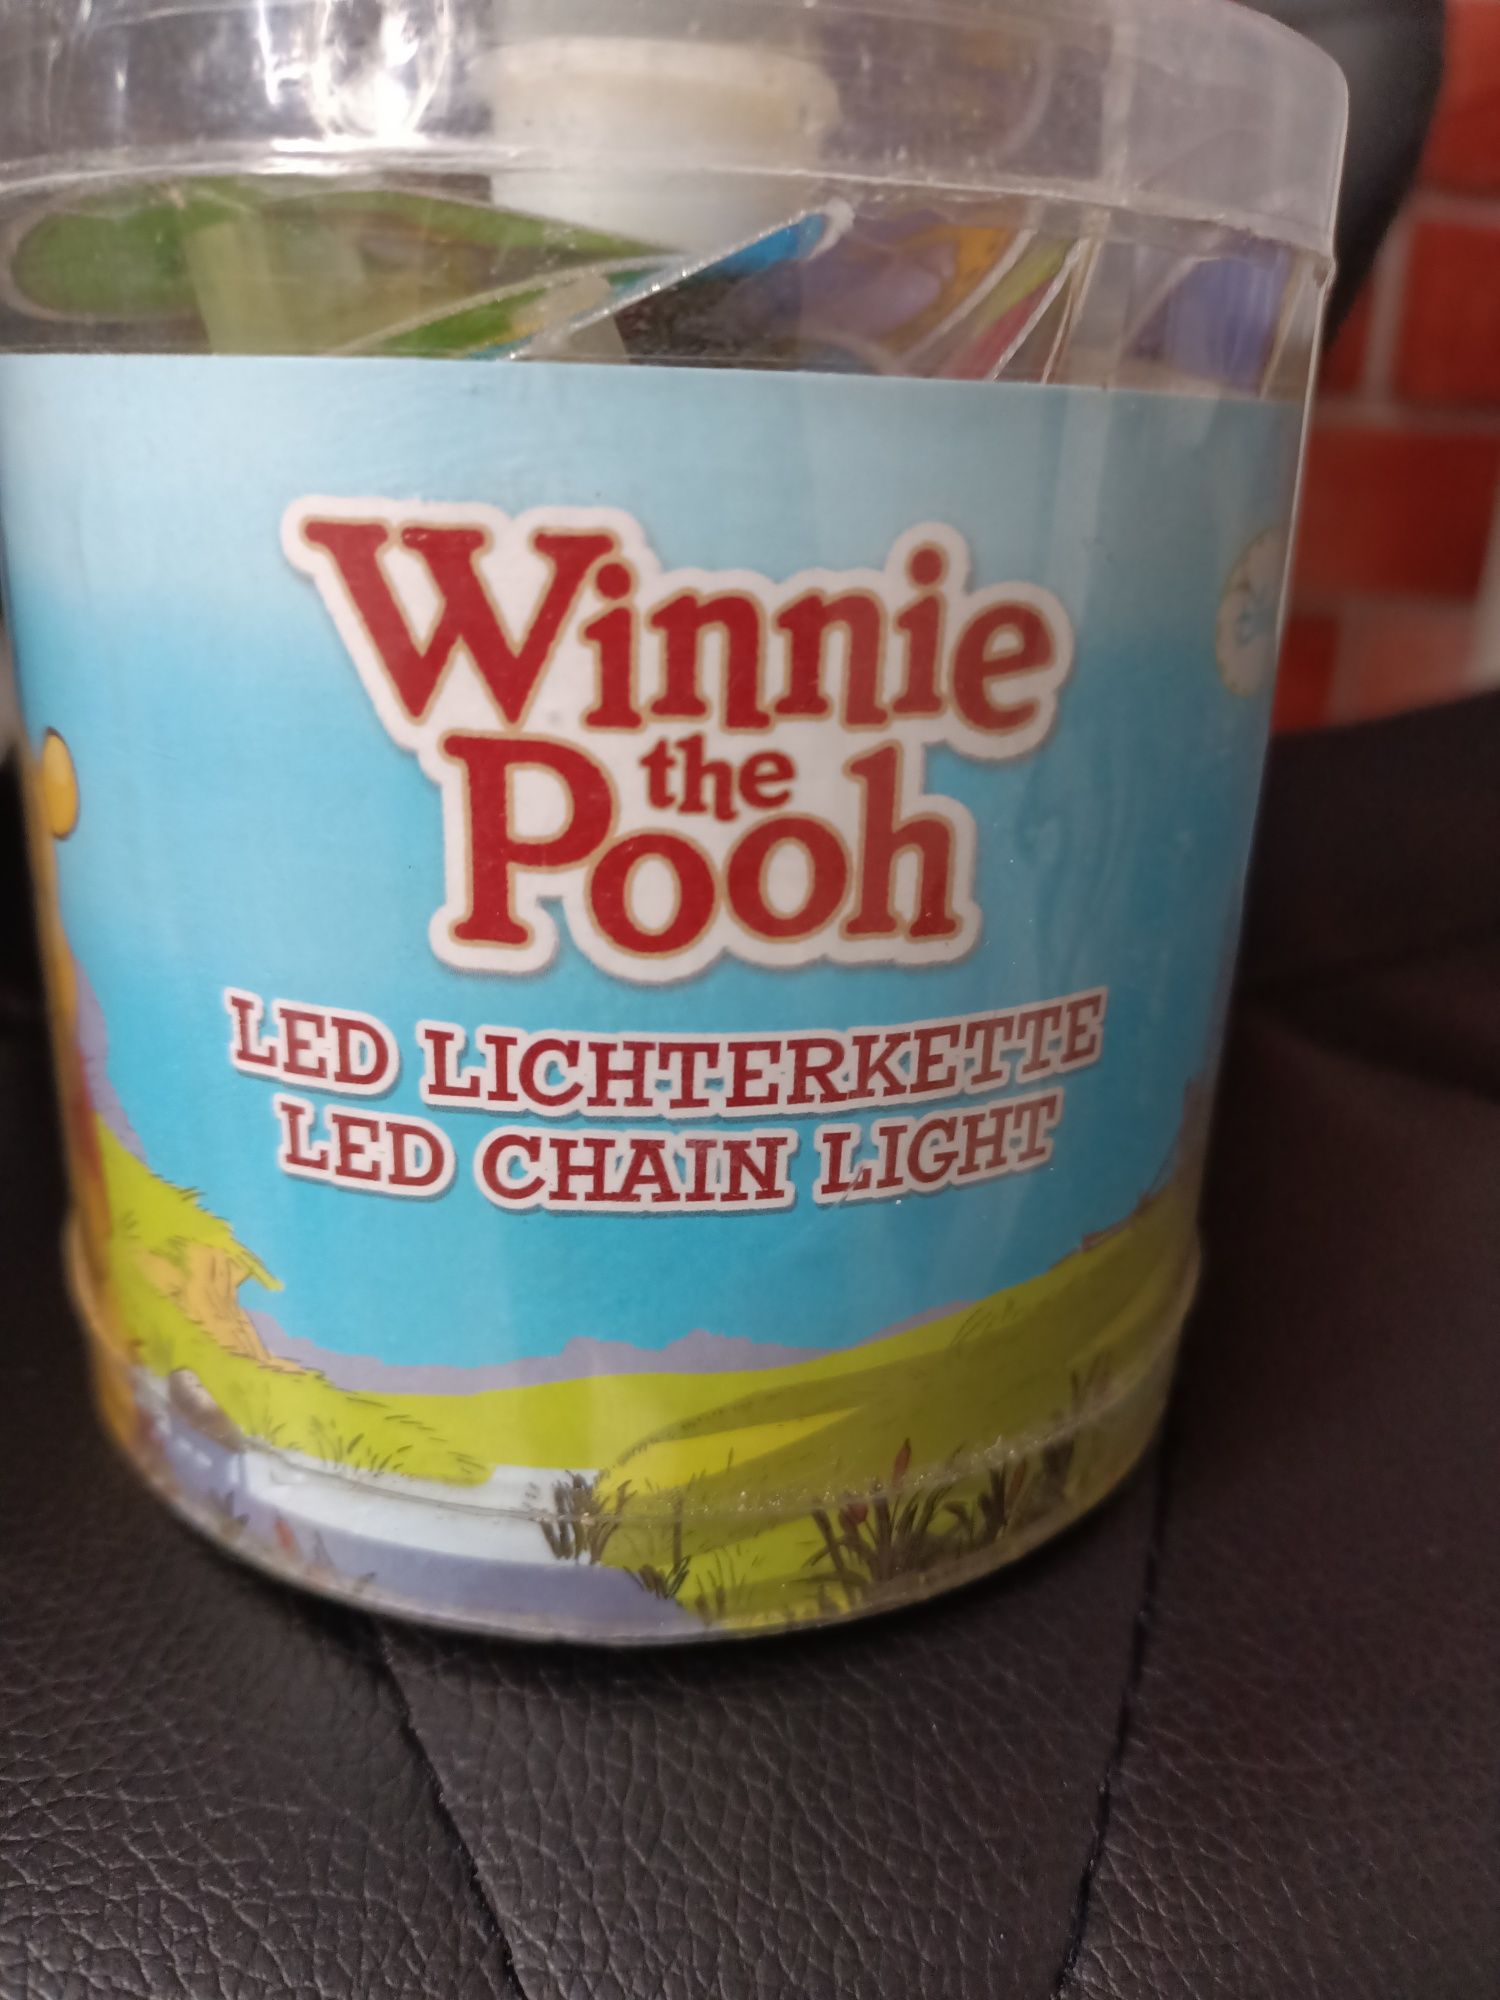 Winnie
the
Pooh
LED LICHTERKETTE
LED CHAIN LIGHT